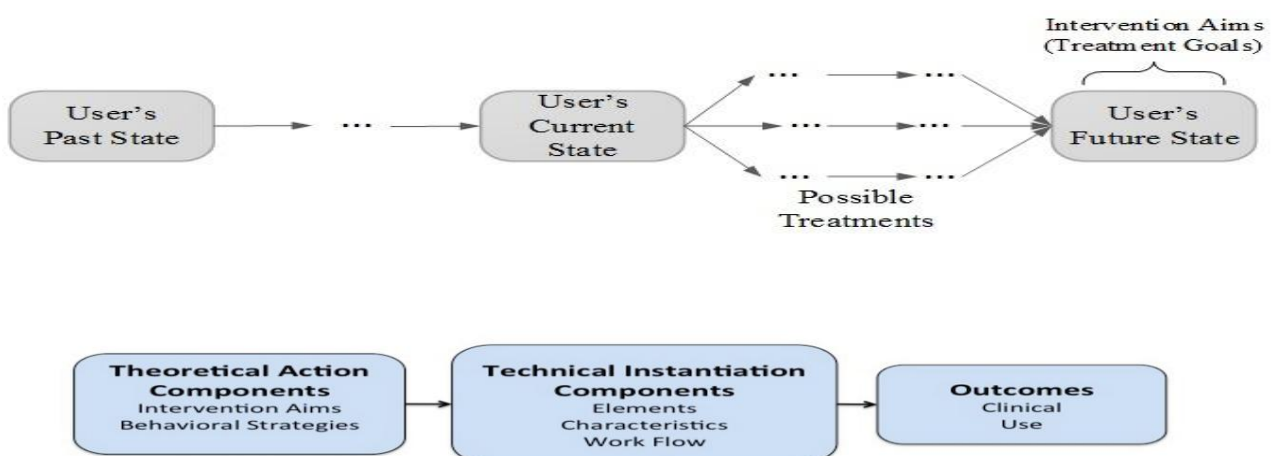 Intervention Aims
(Treatment Goals)
User's
Past State
...
User's
Current
State
... ...
... ...
... ...
Possible
Treatments
User's
Future State
Theoretical Action
Components
Intervention Aims
Behavioral Strategies
Technical Instantiation
Components
Elements
Characteristics
Work Flow
Outcomes
Clinical
Use